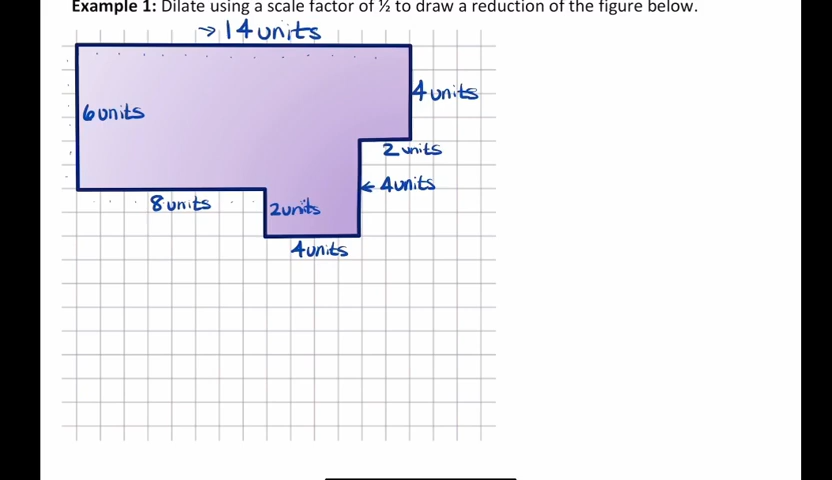 Example 1: Dilate using a scale factor of ½ to draw a reduction of the figure below.
→ 14 units
4 units
6 units
2 units
← 4 units
8 units
2 units
4 units